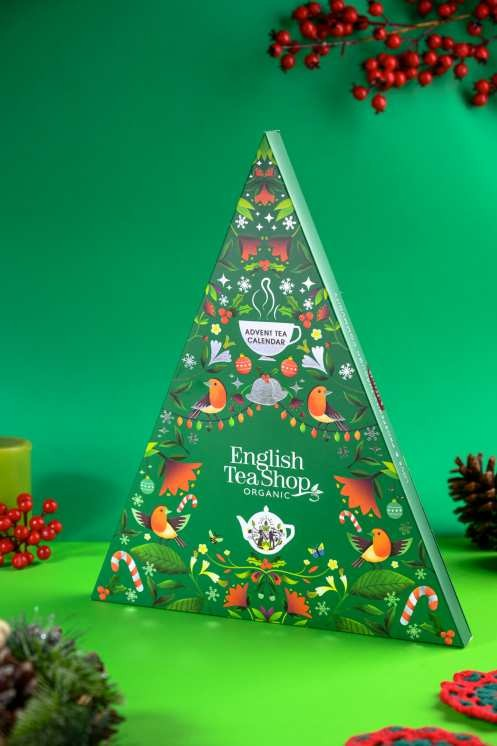 ADVENT TEA
CALENDAR
English
Tea Shop
ORGANIC